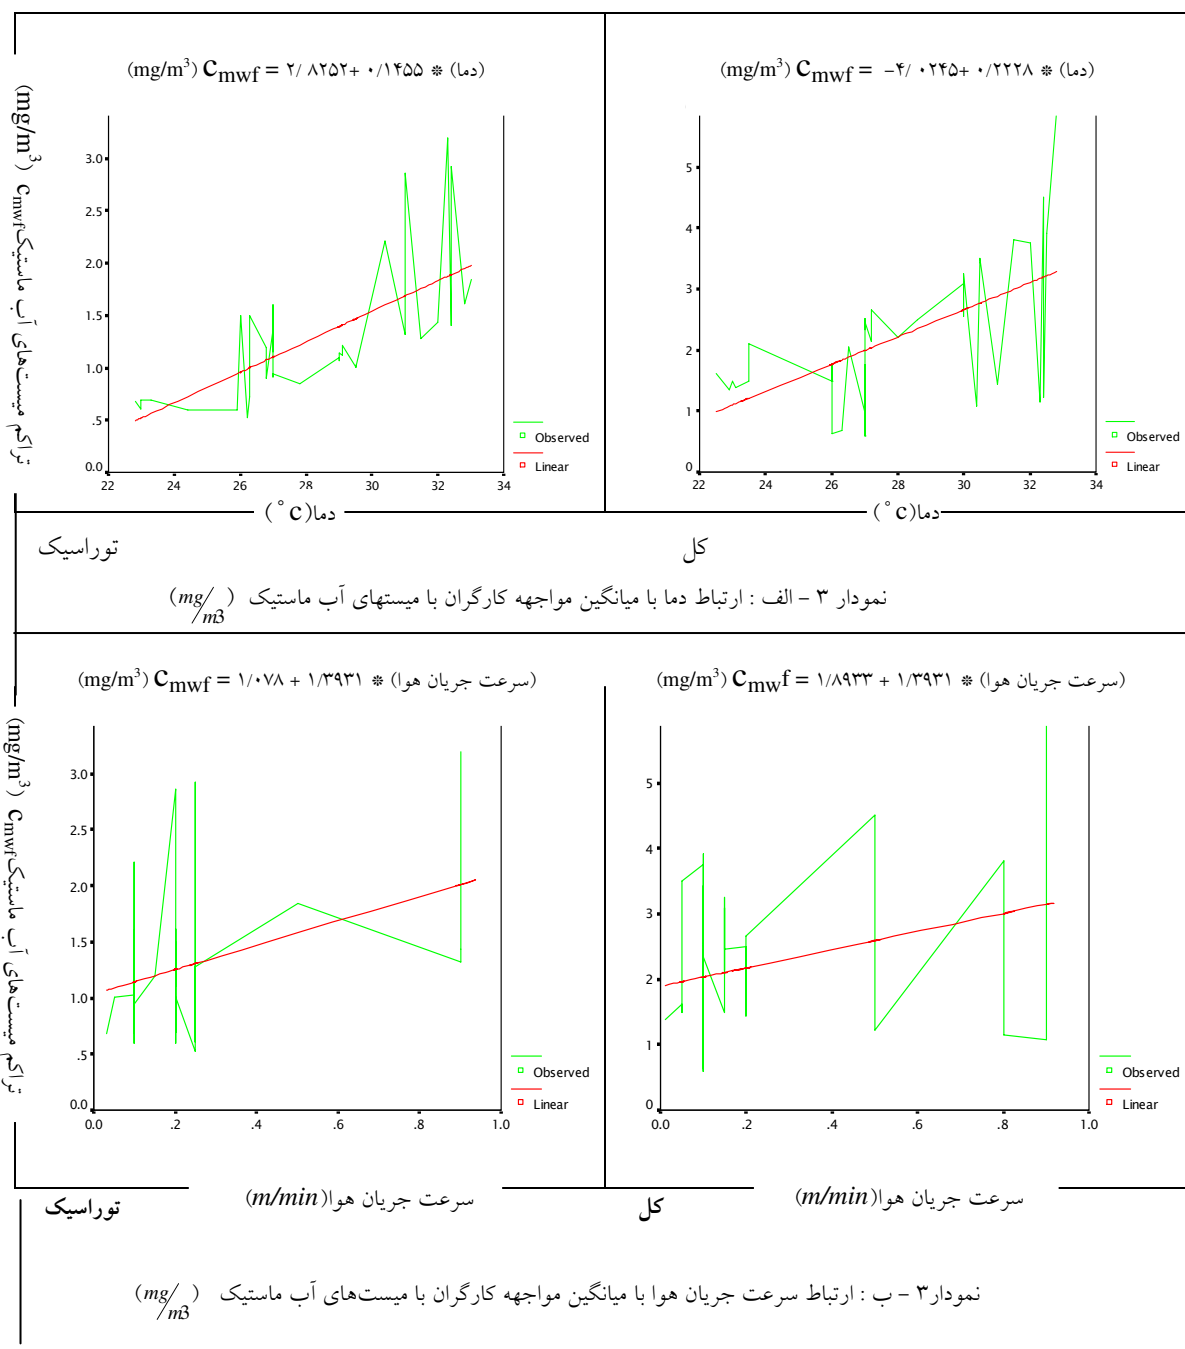 (mg/m³) Cmwf = ۲/ ۸۲۵۲+ ۰/۱۴۵۵ * (دما)
(mg/m³) Cmwf = -۴/ ۰۲۴۵+ ۰/۲۲۲۸ * (دما)
تراکم میست‌های آب ماستیک Cmwf (mg/m³)
3.0
2.5
2.0
1.5
1.0
.5
0.0
22 24 26 28 30 32 34
Observed
Linear
5
4
3
2
1
0
22 24 26 28 30 32 34
Observed
Linear
دما(°c)
دما(°c)
کل
توراسیک
نمودار ۳ - الف : ارتباط دما با میانگین مواجهه کارگران با میستهای آب ماستیک (mg/m3)
(mg/m³) Cmwf = ۱/۰۷۸ + ۱/۳۹۳۱ * (سرعت جریان هوا)
(mg/m³) Cmwf = ۱/۸۹۳۳ + ۱/۳۹۳۱ * (سرعت جریان هوا)
تراکم میست‌های آب ماستیک Cmwf (mg/m³)
3.0
2.5
2.0
1.5
1.0
.5
0.0
0.0 .2 .4 .6 .8 1.0
Observed
Linear
5
4
3
2
1
0
0.0 .2 .4 .6 .8 1.0
Observed
Linear
سرعت جریان هوا(m/min)
کل
سرعت جریان هوا(m/min)
توراسیک
نمودار۳ - ب : ارتباط سرعت جریان هوا با میانگین مواجهه کارگران با میست‌های آب ماستیک (mg/m3)